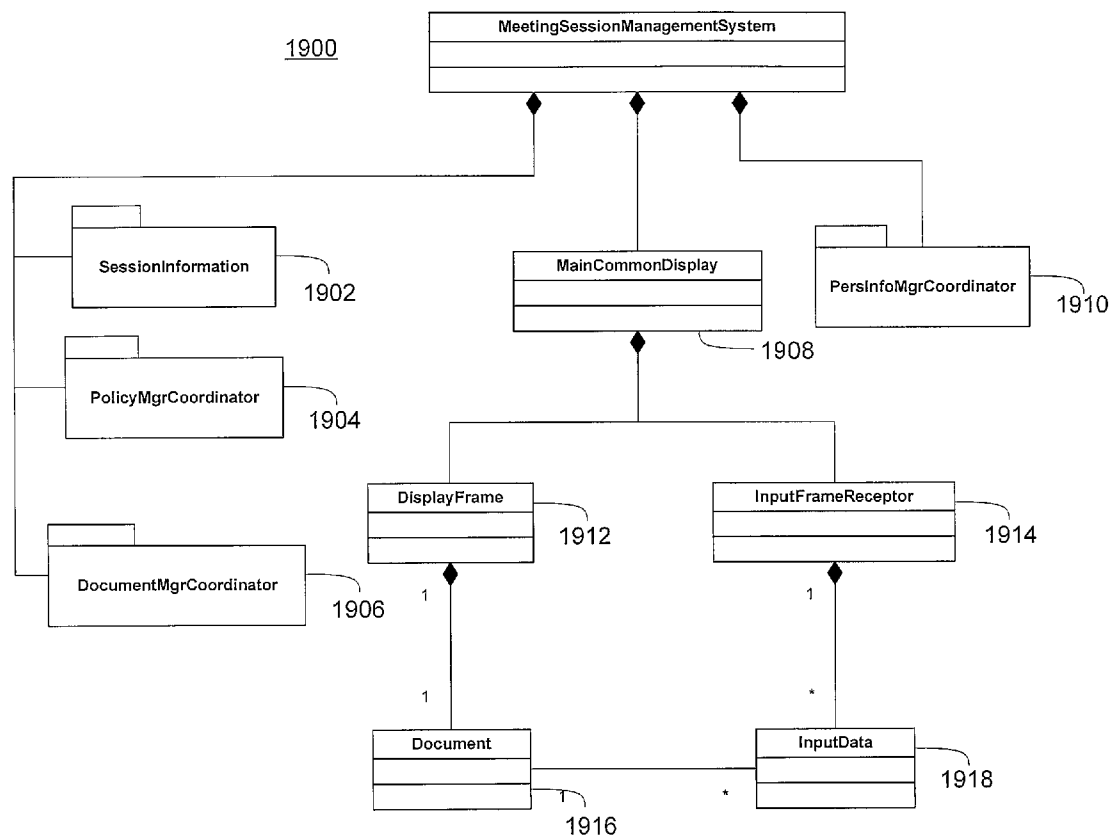 MeetingSessionManagementSystem
1900
SessionInformation
1902
MainCommonDisplay
1908
PersInfoMgrCoordinator
1910
PolicyMgrCoordinator
1904
DisplayFrame
1912
InputFrameReceptor
1914
DocumentMgrCoordinator
1906
1
1
1
*
Document
1916
InputData
1918
1
*